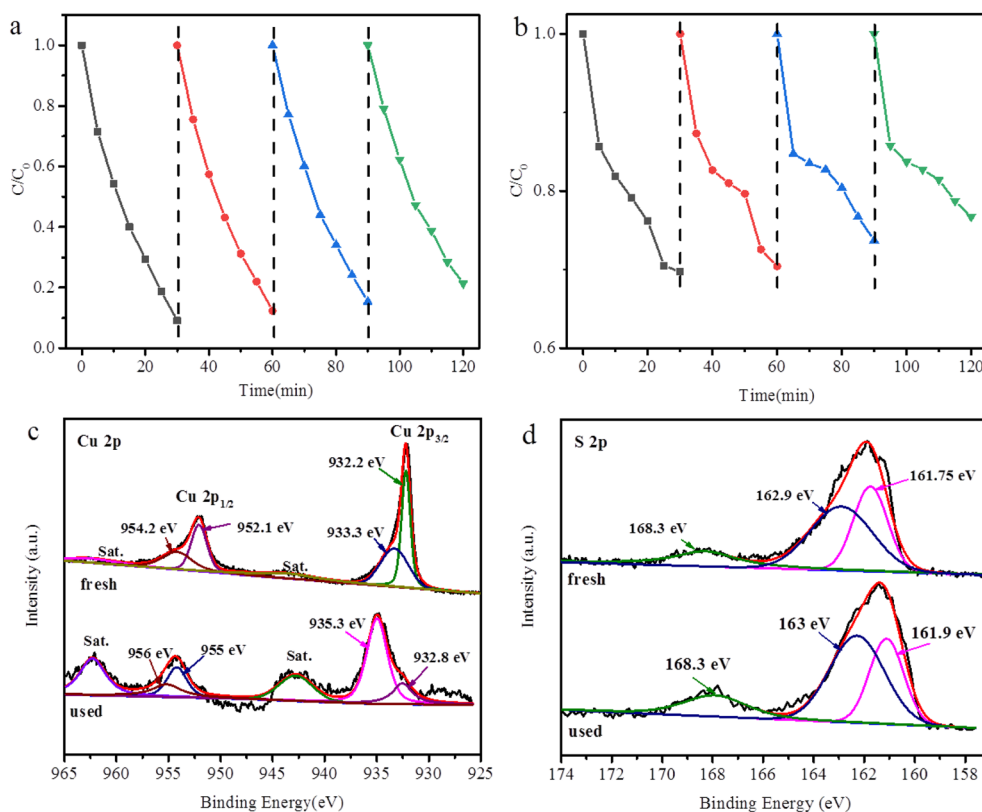 a
1.0
0.8
0.6
0.4
0.2
0.0
C/C₀
0 20 40 60 80 100 120
Time(min)
b
1.0
0.8
0.6
C/C₀
0 20 40 60 80 100 120
Time(min)
c
Cu 2p
Cu 2p₃/₂
932.2 eV
Cu 2p₁/₂
954.2 eV
952.1 eV
933.3 eV
Sat.
Sat.
fresh
935.3 eV
Sat.
956 eV
955 eV
Sat.
932.8 eV
used
Intensity (a.u.)
965 960 955 950 945 940 935 930 925
Binding Energy(eV)
d
S 2p
161.75 eV
162.9 eV
168.3 eV
fresh
163 eV
161.9 eV
168.3 eV
used
Intensity (a.u.)
174 172 170 168 166 164 162 160 158
Binding Energy (eV)